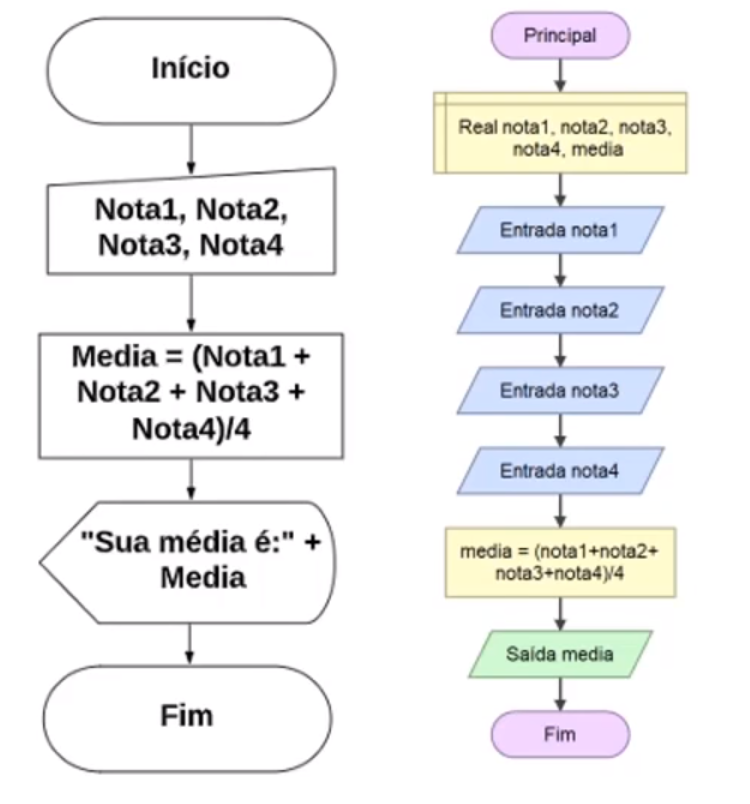 Início
Nota1, Nota2,
Nota3, Nota4
Media = (Nota1 +
Nota2 + Nota3 +
Nota4)/4
"Sua média é:" +
Media
Fim
Principal
Real nota1, nota2, nota3,
nota4, media
Entrada nota1
Entrada nota2
Entrada nota3
Entrada nota4
media = (nota1+nota2+
nota3+nota4)/4
Saída media
Fim